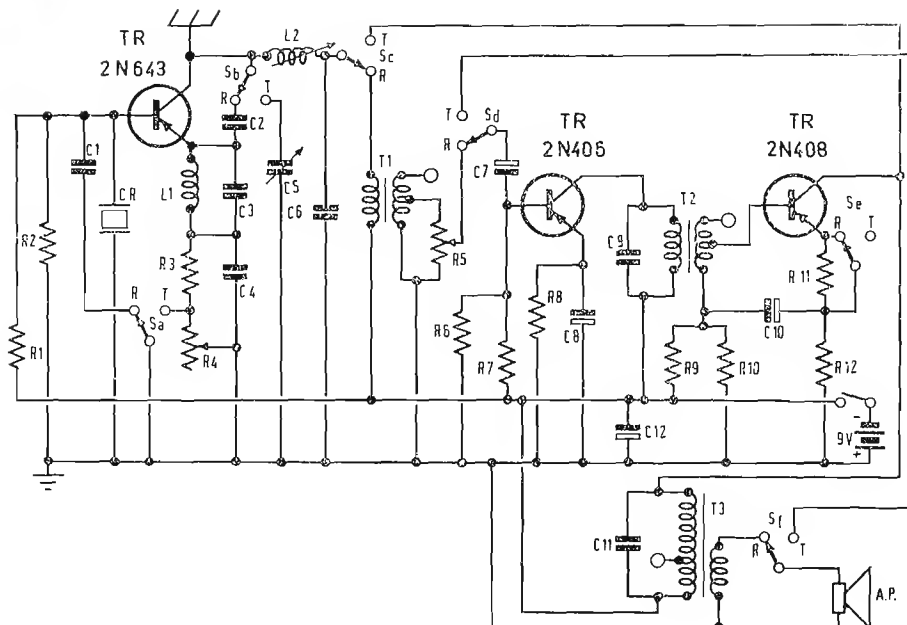 TR
2N643
L2
T
Sc
R
Sb
R
T
C2
C1
CR
L1
C3
C5
C6
T1
R5
T
Sd
R
C7
TR
2N405
TR
2N408
T2
C9
Se
R
T
R11
R2
R3
C4
R
T
Sa
R4
R1
R6
R7
R8
C8
C10
R9
R10
R12
C12
-
9V
+
T3
C11
Sf
R
T
A.P.